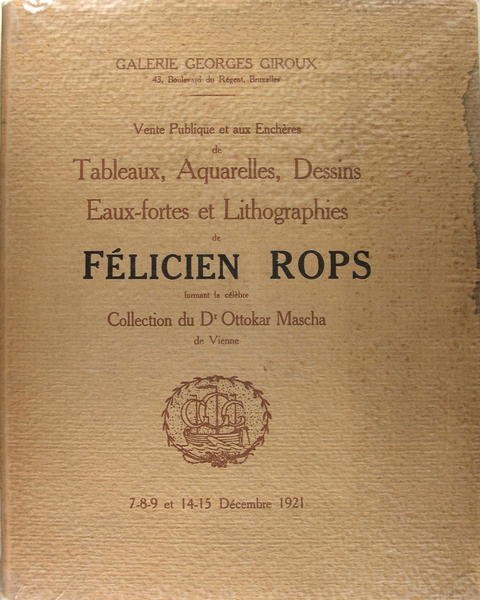 GALERIE GEORGES GIROUX
43, Boulevard du Régent, Bruxelles
Vente Publique et aux Enchères
de
Tableaux, Aquarelles, Dessins
Eaux-fortes et Lithographies
de
FÉLICIEN ROPS
formant la célèbre
Collection du Dr Ottokar Mascha
de Vienne
GGG
7-8-9 et 14-15 Décembre 1921